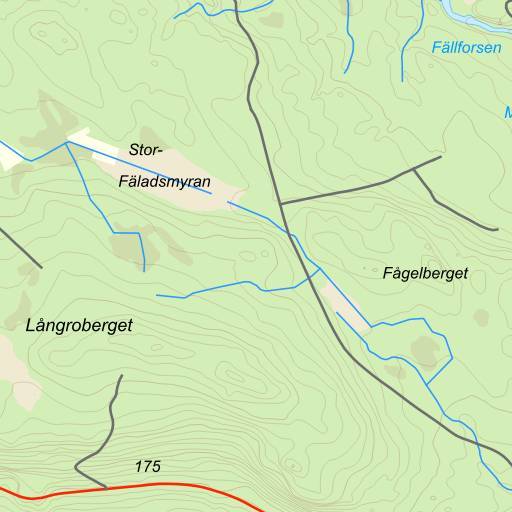 Fällforsen
M
Stor-
Fäladsmyran
Fågelberget
Långroberget
175